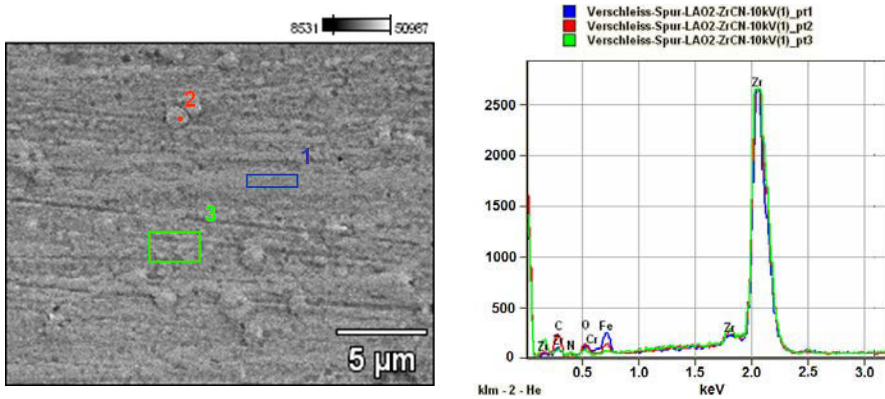 8531 50987
2
1
3
5 µm
Verschleiss-Spur-LAO2-ZrCN-10kV(1)_pt1
Verschleiss-Spur-LAO2-ZrCN-10kV(1)_pt2
Verschleiss-Spur-LAO2-ZrCN-10kV(1)_pt3
Zr
2500
2000
1500
1000
500
C O Fe
Zr Cr Zr
Zr N
0
0.5 1.0 1.5 2.0 2.5 3.0
klm - 2 - He keV